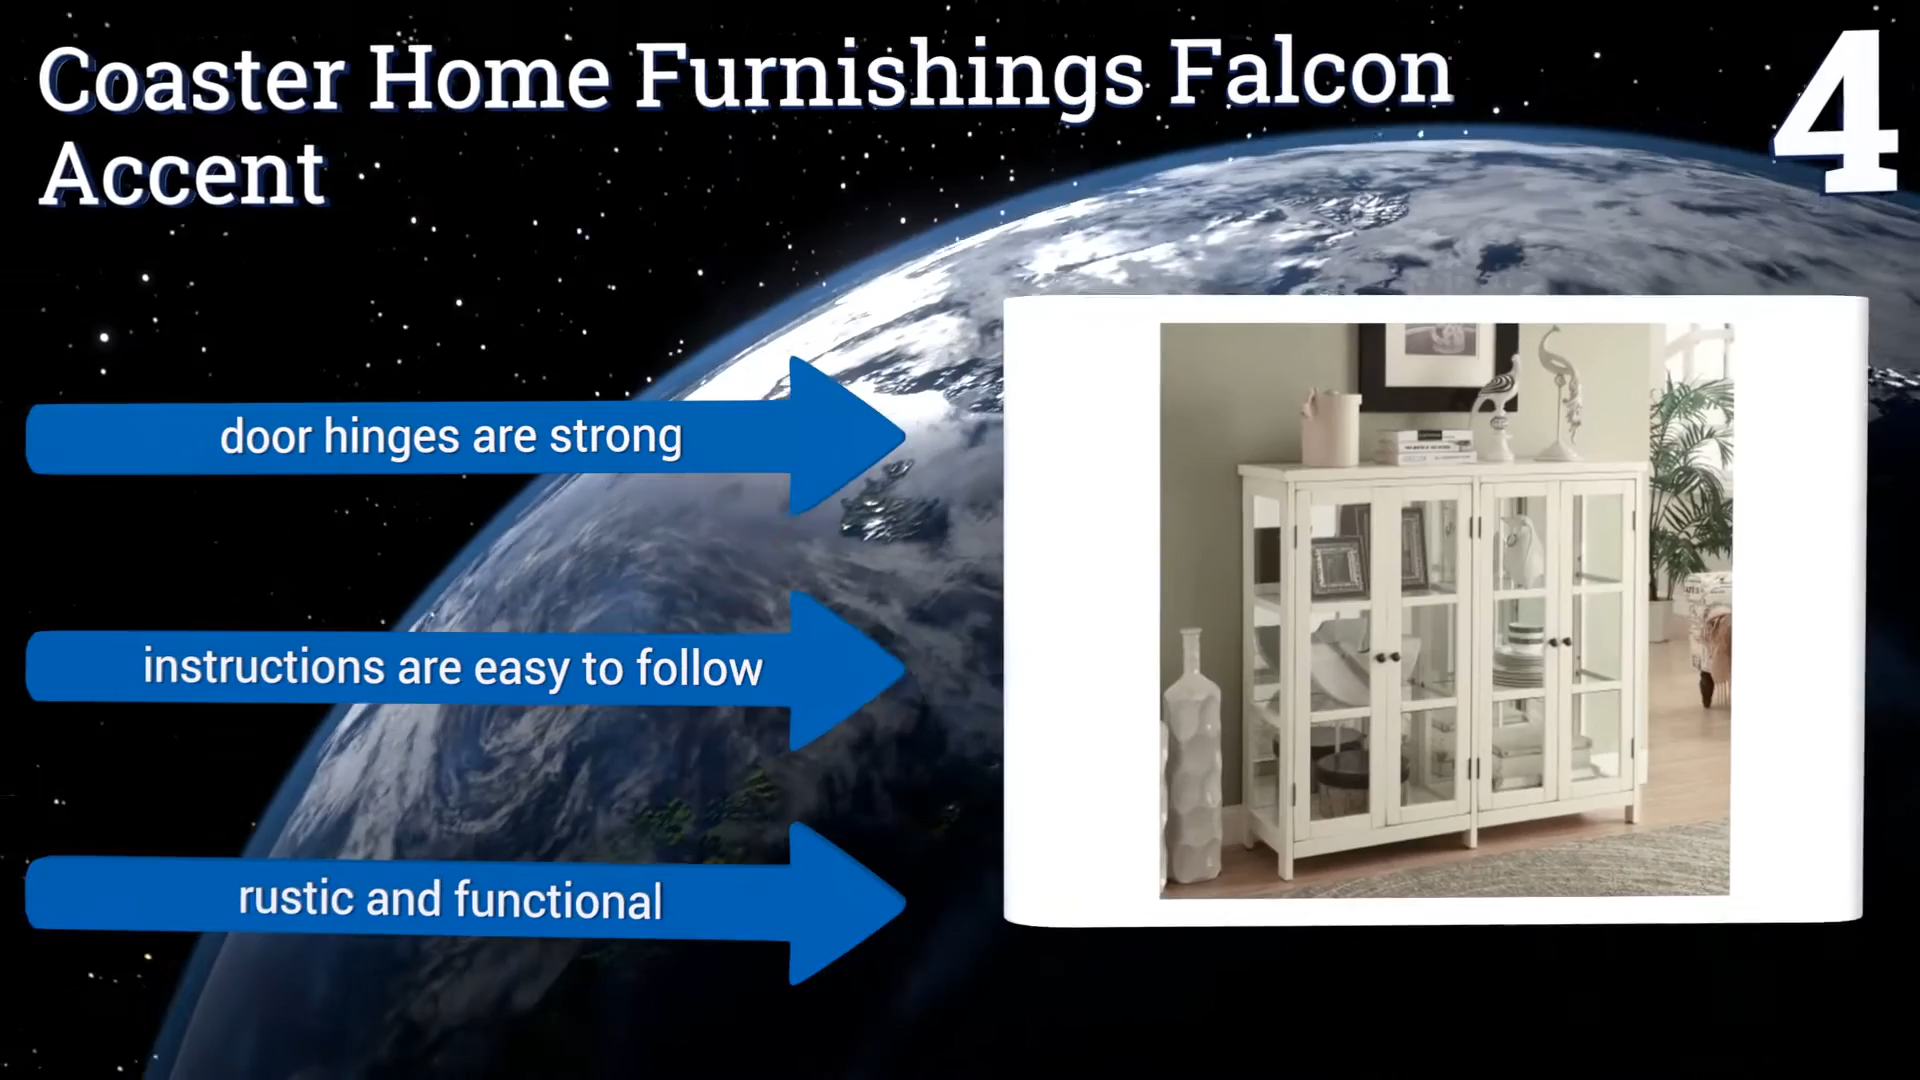 Coaster Home Furnishings Falcon
Accent
4
door hinges are strong
instructions are easy to follow
rustic and functional